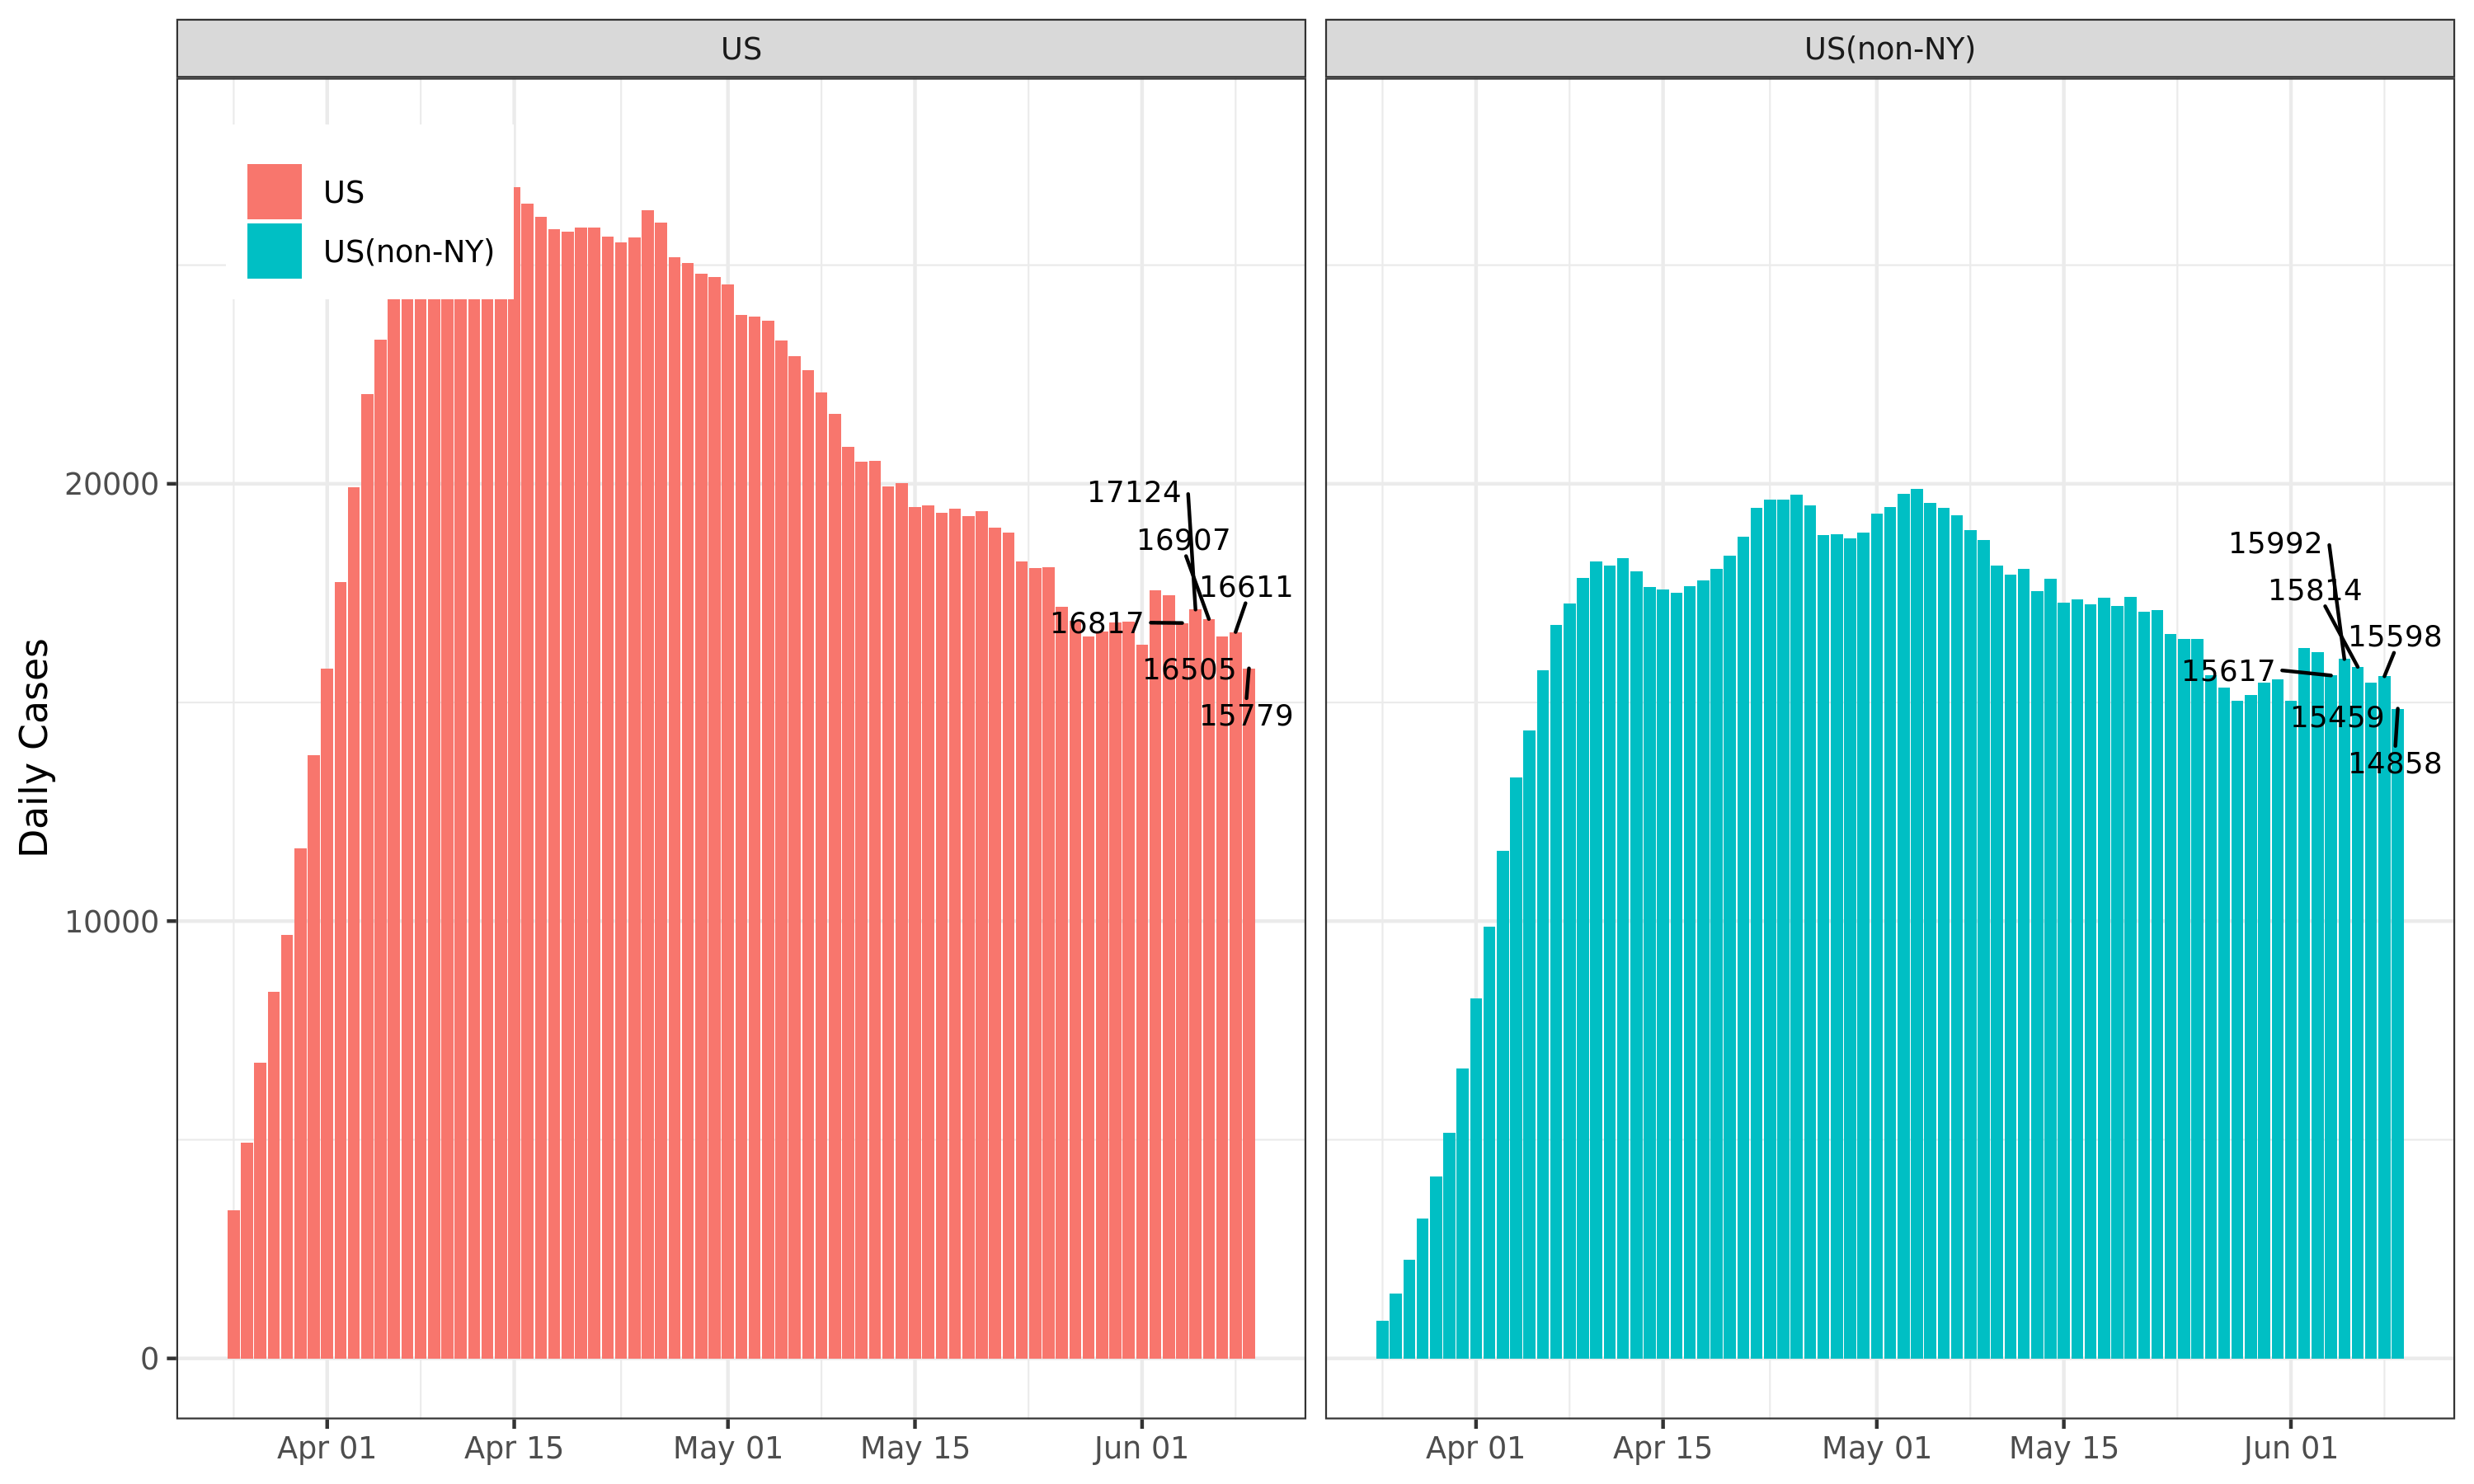 US
US(non-NY)
US
US(non-NY)
Daily Cases
20000
10000
0
17124
16907
16611
16817
16505
15779
15992
15814
15598
15617
15459
14858
Apr 01
Apr 15
May 01
May 15
Jun 01
Apr 01
Apr 15
May 01
May 15
Jun 01